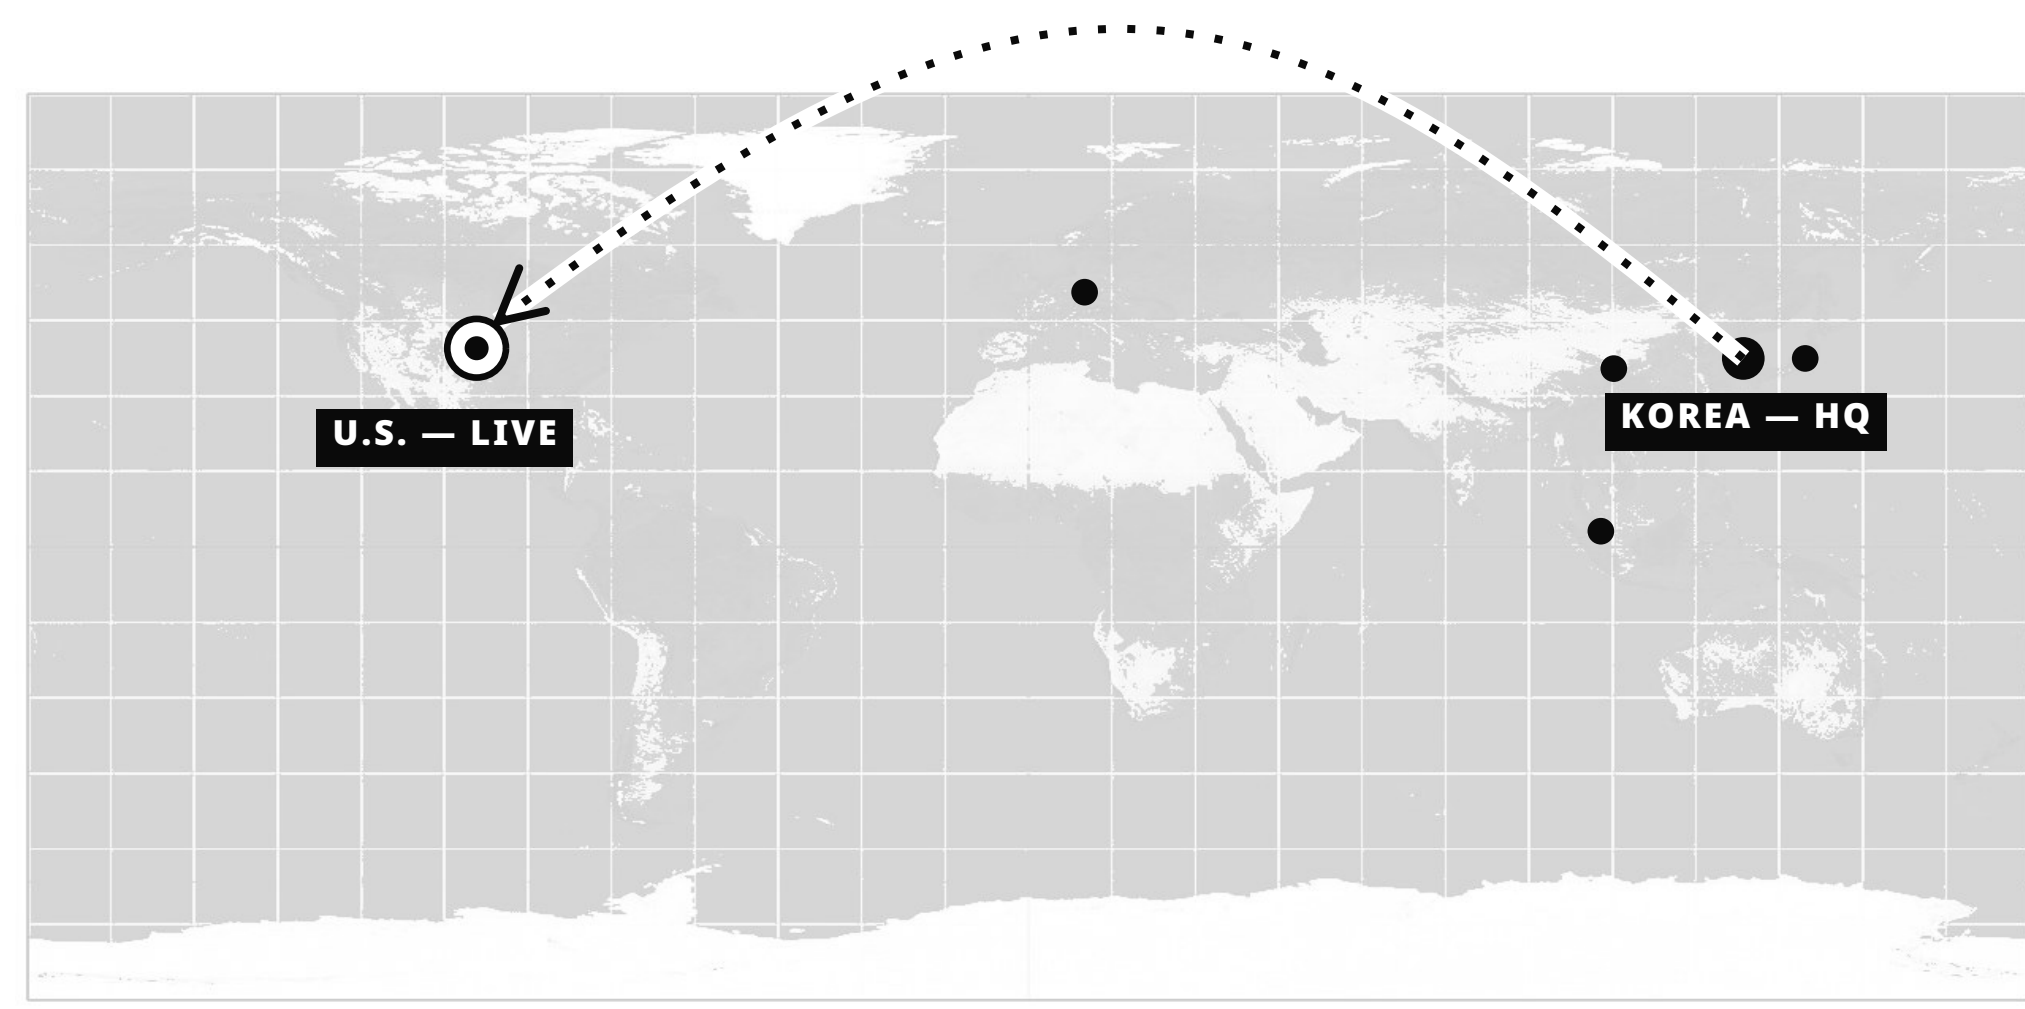 U.S. — LIVE
KOREA — HQ